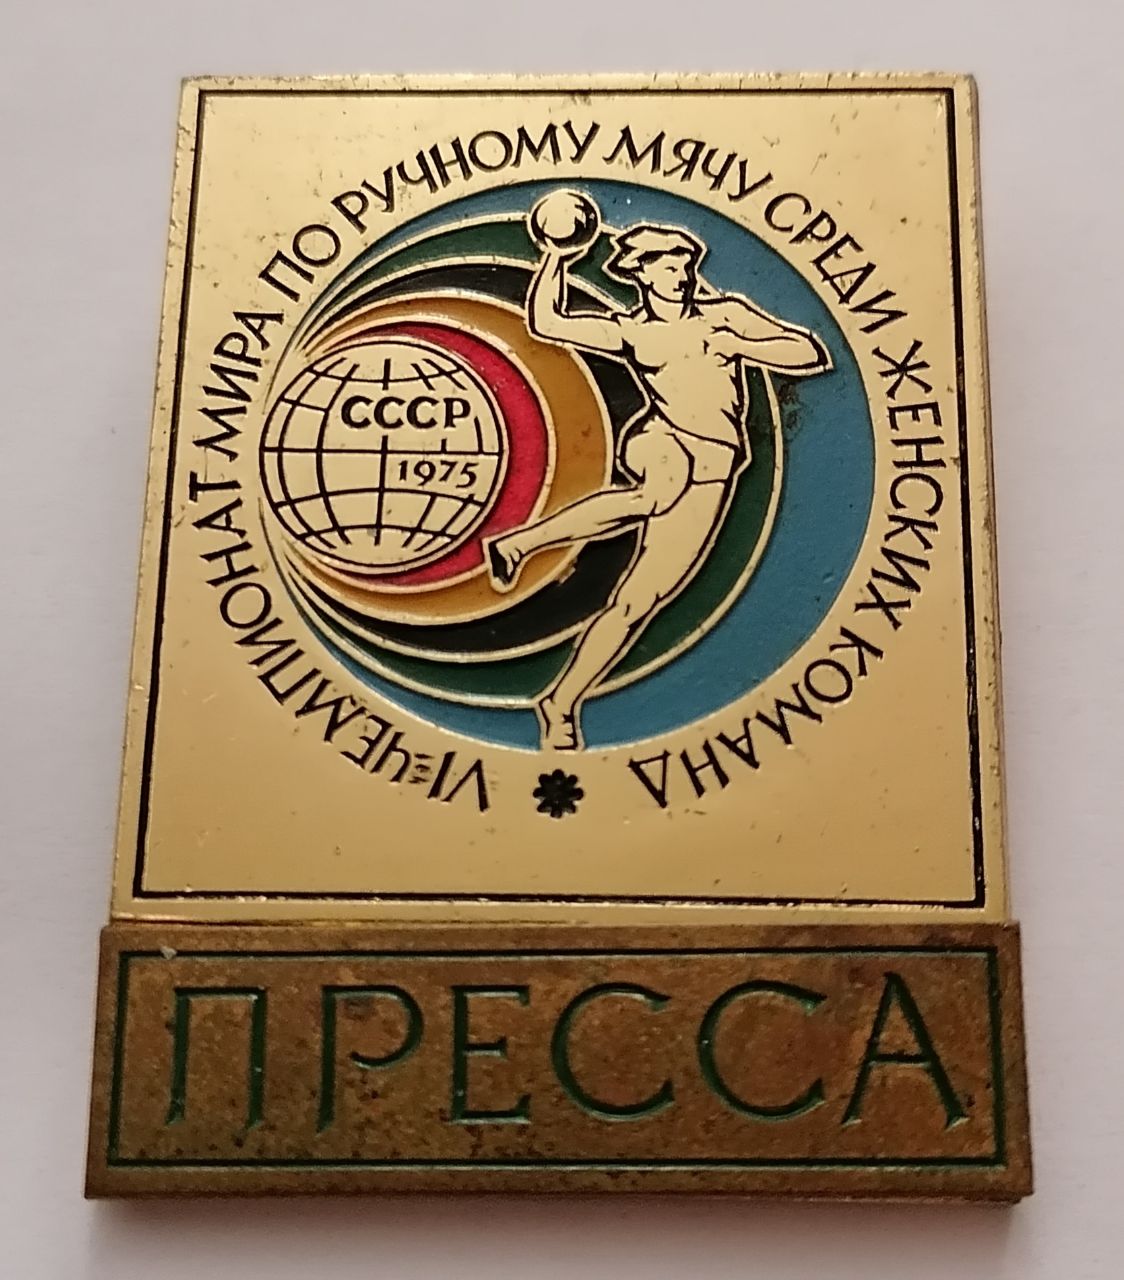 VI ЧЕМПИОНАТ МИРА ПО РУЧНОМУ МЯЧУ СРЕДИ ЖЕНСКИХ КОМАНД
СССР
1975
ПРЕССА